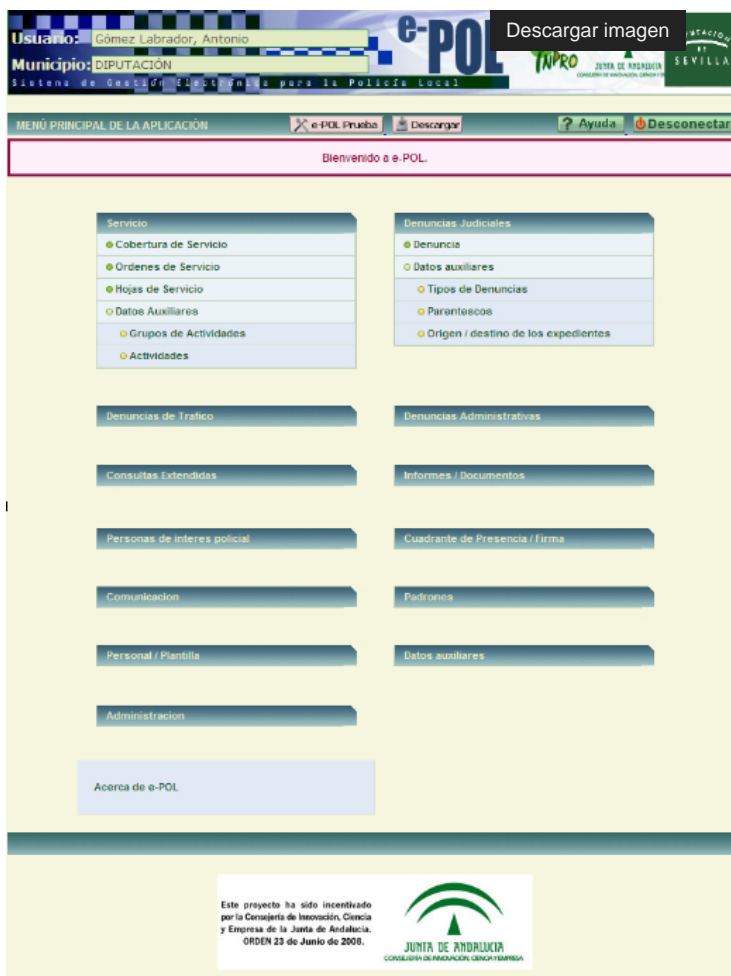 Usuario: Gómez Labrador, Antonio
Municipio: DIPUTACIÓN
Sistema de Gestión Electrónica para la Policía Local
e-POL
Descargar imagen
INPRO
JUNTA DE ANDALUCIA
SEVILLA
MENÚ PRINCIPAL DE LA APLICACIÓN
e-POL Prueba
Descargar
? Ayuda
Desconectar
Bienvenido a e-POL.
Servicio
Cobertura de Servicio
Ordenes de Servicio
Hojas de Servicio
Datos Auxiliares
Grupos de Actividades
Actividades
Denuncias Judiciales
Denuncia
Datos auxiliares
Tipos de Denuncias
Parentescos
Origen / destino de los expedientes
Denuncias de Trafico
Denuncias Administrativas
Consultas Extendidas
Informes / Documentos
Personas de interes policial
Cuadrante de Presencia / firma
Comunicacion
Padrones
Personal / Plantilla
Datos auxiliares
Administracion
Acerca de e-POL
Este proyecto ha sido incentivado
por la Consejería de Innovación, Ciencia
y Empresa de la Junta de Andalucía.
ORDEN 23 de Junio de 2008.
JUNTA DE ANDALUCIA
CONSEJERÍA DE INNOVACIÓN, CIENCIA Y EMPRESA